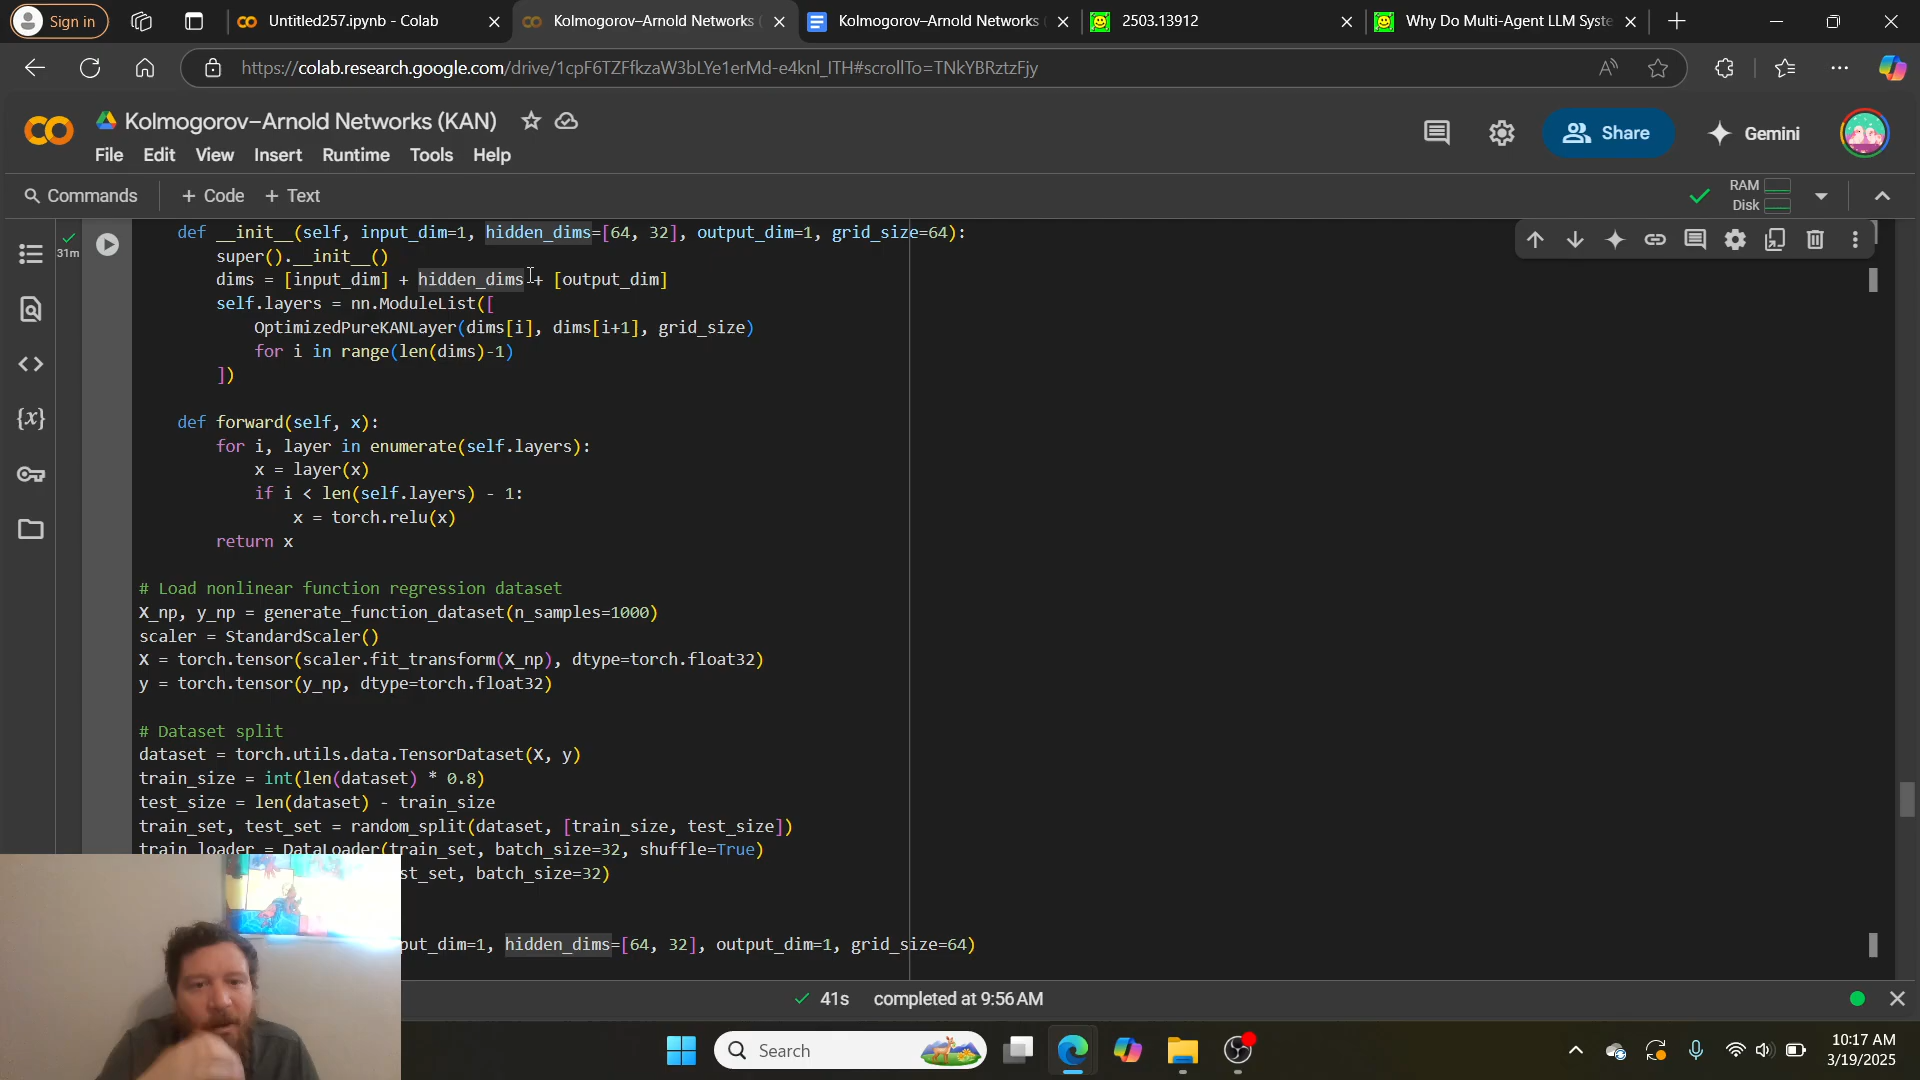 Sign in
Untitled257.ipynb - Colab
Kolmogorov–Arnold Networks (
Kolmogorov–Arnold Networks (
2503.13912
Why Do Multi-Agent LLM Syste
https://colab.research.google.com/drive/1cpF6TZFfkzaW3bLYe1erMd-e4knl_ITH#scrollTo=TNkYBRztzFjy
Kolmogorov–Arnold Networks (KAN)
Share
Gemini
File Edit View Insert Runtime Tools Help
Commands
+ Code + Text
RAM
Disk
31m
def __init__(self, input_dim=1, hidden_dims=[64, 32], output_dim=1, grid_size=64):
super().__init__()
dims = [input_dim] + hidden_dims + [output_dim]
self.layers = nn.ModuleList([
OptimizedPureKANLayer(dims[i], dims[i+1], grid_size)
for i in range(len(dims)-1)
])
def forward(self, x):
for i, layer in enumerate(self.layers):
x = layer(x)
if i < len(self.layers) - 1:
x = torch.relu(x)
return x
# Load nonlinear function regression dataset
X_np, y_np = generate_function_dataset(n_samples=1000)
scaler = StandardScaler()
X = torch.tensor(scaler.fit_transform(X_np), dtype=torch.float32)
y = torch.tensor(y_np, dtype=torch.float32)
# Dataset split
dataset = torch.utils.data.TensorDataset(X, y)
train_size = int(len(dataset) * 0.8)
test_size = len(dataset) - train_size
train_set, test_set = random_split(dataset, [train_size, test_size])
train_loader = DataLoader(train_set, batch_size=32, shuffle=True)
st_set, batch_size=32)
put_dim=1, hidden_dims=[64, 32], output_dim=1, grid_size=64)
41s completed at 9:56 AM
Search
10:17 AM
3/19/2025